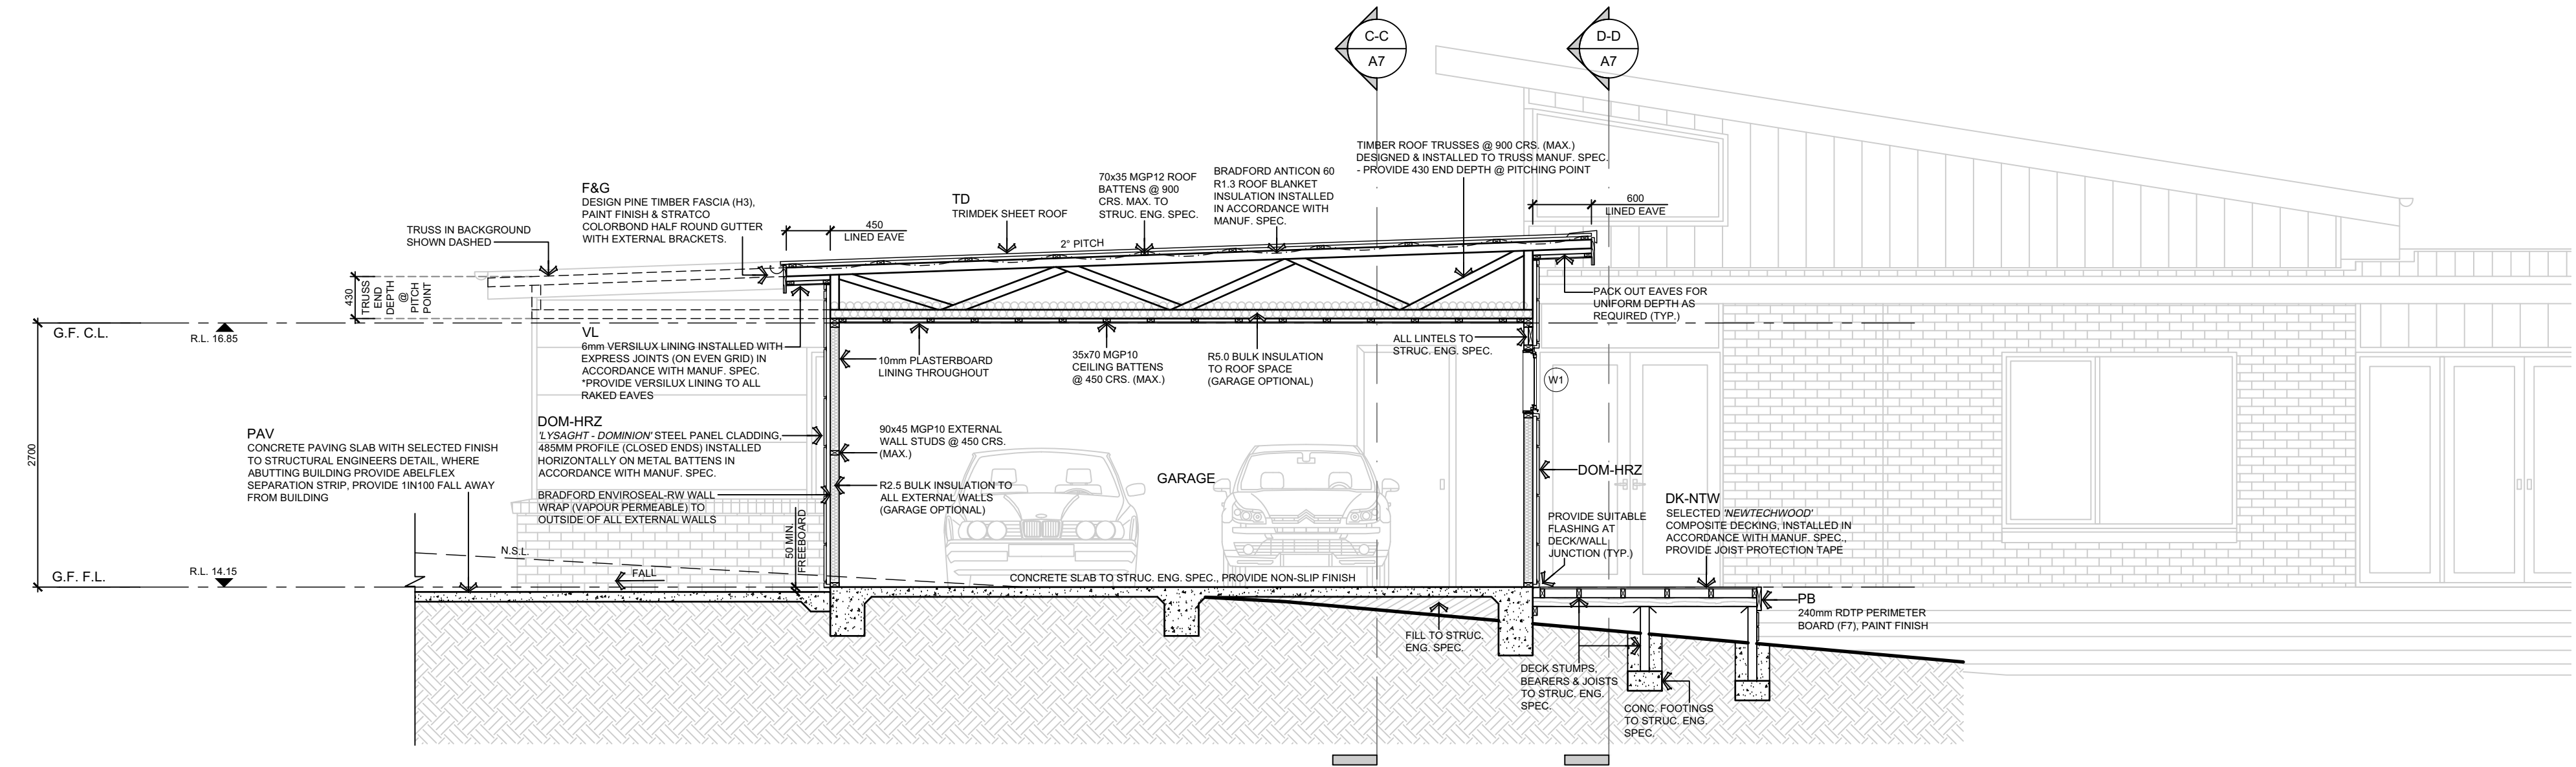 C-C
A7
D-D
A7
TIMBER ROOF TRUSSES @ 900 CRS. (MAX.)
DESIGNED & INSTALLED TO TRUSS MANUF. SPEC.
- PROVIDE 430 END DEPTH @ PITCHING POINT
BRADFORD ANTICON 60
R1.3 ROOF BLANKET
INSULATION INSTALLED
IN ACCORDANCE WITH
MANUF. SPEC.
70x35 MGP12 ROOF
BATTENS @ 900
CRS. MAX. TO
STRUC. ENG. SPEC.
TD
TRIMDEK SHEET ROOF
F&G
DESIGN PINE TIMBER FASCIA (H3),
PAINT FINISH & STRATCO
COLORBOND HALF ROUND GUTTER
WITH EXTERNAL BRACKETS.
450
LINED EAVE
600
LINED EAVE
TRUSS IN BACKGROUND
SHOWN DASHED
2° PITCH
430
TRUSS
END
DEPTH
@
PITCH
POINT
PACK OUT EAVES FOR
UNIFORM DEPTH AS
REQUIRED (TYP.)
G.F. C.L.
R.L. 16.85
VL
6mm VERSILUX LINING INSTALLED WITH
EXPRESS JOINTS (ON EVEN GRID) IN
ACCORDANCE WITH MANUF. SPEC.
*PROVIDE VERSILUX LINING TO ALL
RAKED EAVES
10mm PLASTERBOARD
LINING THROUGHOUT
35x70 MGP10
CEILING BATTENS
@ 450 CRS. (MAX.)
R5.0 BULK INSULATION
TO ROOF SPACE
(GARAGE OPTIONAL)
ALL LINTELS TO
STRUC. ENG. SPEC.
W1
2700
PAV
CONCRETE PAVING SLAB WITH SELECTED FINISH
TO STRUCTURAL ENGINEERS DETAIL, WHERE
ABUTTING BUILDING PROVIDE ABELFLEX
SEPARATION STRIP, PROVIDE 1IN100 FALL AWAY
FROM BUILDING
DOM-HRZ
'LYSAGHT - DOMINION' STEEL PANEL CLADDING,
485MM PROFILE (CLOSED ENDS) INSTALLED
HORIZONTALLY ON METAL BATTENS IN
ACCORDANCE WITH MANUF. SPEC.
BRADFORD ENVIROSEAL-RW WALL
WRAP (VAPOUR PERMEABLE) TO
OUTSIDE OF ALL EXTERNAL WALLS
90x45 MGP10 EXTERNAL
WALL STUDS @ 450 CRS.
(MAX.)
R2.5 BULK INSULATION TO
ALL EXTERNAL WALLS
(GARAGE OPTIONAL)
GARAGE
DOM-HRZ
DK-NTW
SELECTED 'NEWTECHWOOD'
COMPOSITE DECKING, INSTALLED IN
ACCORDANCE WITH MANUF. SPEC.,
PROVIDE JOIST PROTECTION TAPE
PROVIDE SUITABLE
FLASHING AT
DECK/WALL
JUNCTION (TYP.)
50 MIN.
FREEBOARD
N.S.L.
FALL
G.F. F.L.
R.L. 14.15
CONCRETE SLAB TO STRUC. ENG. SPEC., PROVIDE NON-SLIP FINISH
PB
240mm RDTP PERIMETER
BOARD (F7), PAINT FINISH
FILL TO STRUC.
ENG. SPEC.
DECK STUMPS,
BEARERS & JOISTS
TO STRUC. ENG.
SPEC.
CONC. FOOTINGS
TO STRUC. ENG.
SPEC.